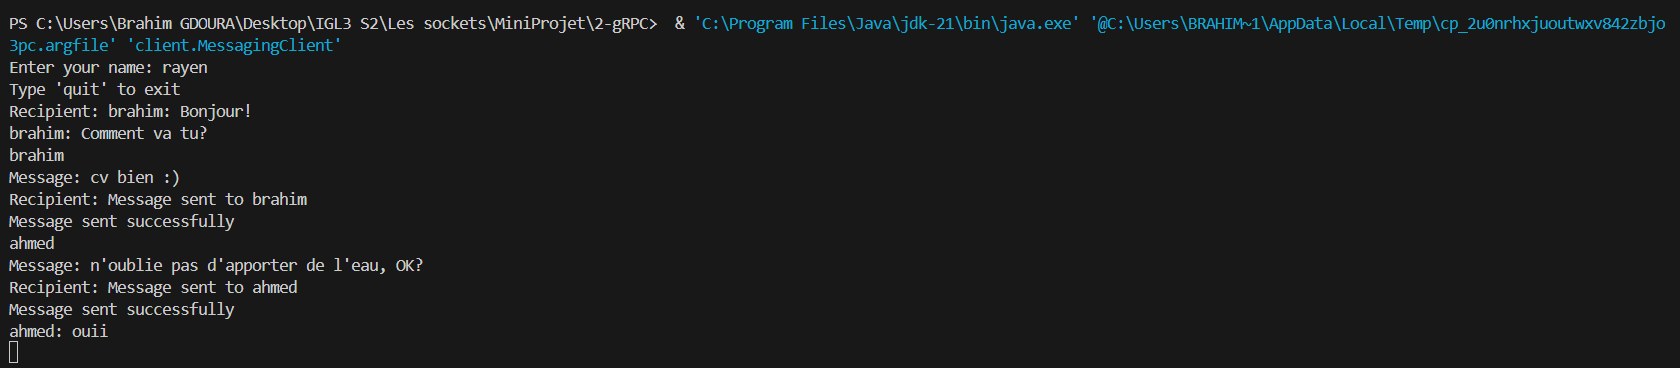 PS C:\Users\Brahim GDOURA\Desktop\IGL3 S2\Les sockets\MiniProjet\2-gRPC>  & 'C:\Program Files\Java\jdk-21\bin\java.exe' '@C:\Users\BRAHIM~1\AppData\Local\Temp\cp_2u0nrhxjuoutwxv842zbjo
3pc.argfile' 'client.MessagingClient'
Enter your name: rayen
Type 'quit' to exit
Recipient: brahim: Bonjour!
brahim: Comment va tu?
brahim
Message: cv bien :)
Recipient: Message sent to brahim
Message sent successfully
ahmed
Message: n'oublie pas d'apporter de l'eau, OK?
Recipient: Message sent to ahmed
Message sent successfully
ahmed: ouii